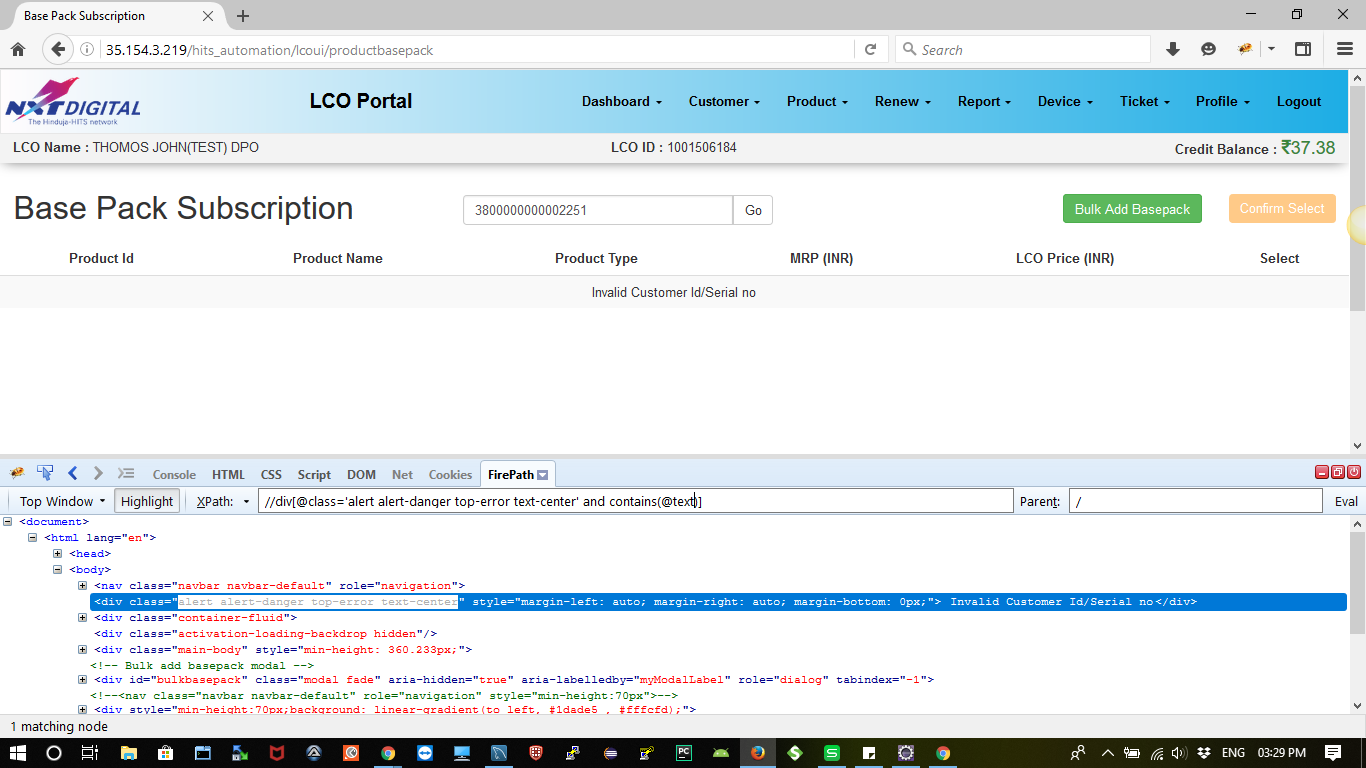 Base Pack Subscription
35.154.3.219/hits_automation/lcoui/productbasepack
Search
NXTDIGITAL
The Hinduja-HITS network
LCO Portal
Dashboard Customer Product Renew Report Device Ticket Profile Logout
LCO Name : THOMOS JOHN(TEST) DPO LCO ID : 1001506184 Credit Balance : ₹37.38
Base Pack Subscription 3800000000002251 Go Bulk Add Basepack Confirm Select
Product Id Product Name Product Type MRP (INR) LCO Price (INR) Select
Invalid Customer Id/Serial no
Console HTML CSS Script DOM Net Cookies FirePath
Top Window Highlight XPath: //div[@class='alert alert-danger top-error text-center' and contains(@text)] Parent: / Eval
<document>
<html lang="en">
<head>
<body>
<nav class="navbar navbar-default" role="navigation">
<div class="alert alert-danger top-error text-center" style="margin-left: auto; margin-right: auto; margin-bottom: 0px;"> Invalid Customer Id/Serial no</div>
<div class="container-fluid">
<div class="activation-loading-backdrop hidden"/>
<div class="main-body" style="min-height: 360.233px;">
<!-- Bulk add basepack modal -->
<div id="bulkbasepack" class="modal fade" aria-hidden="true" aria-labelledby="myModalLabel" role="dialog" tabindex="-1">
<!--<nav class="navbar navbar-default" role="navigation" style="min-height:70px">-->
<div style="min-height:70px;background: linear-gradient(to left, #1dade5 , #fffcfd);">
1 matching node
ENG 03:29 PM